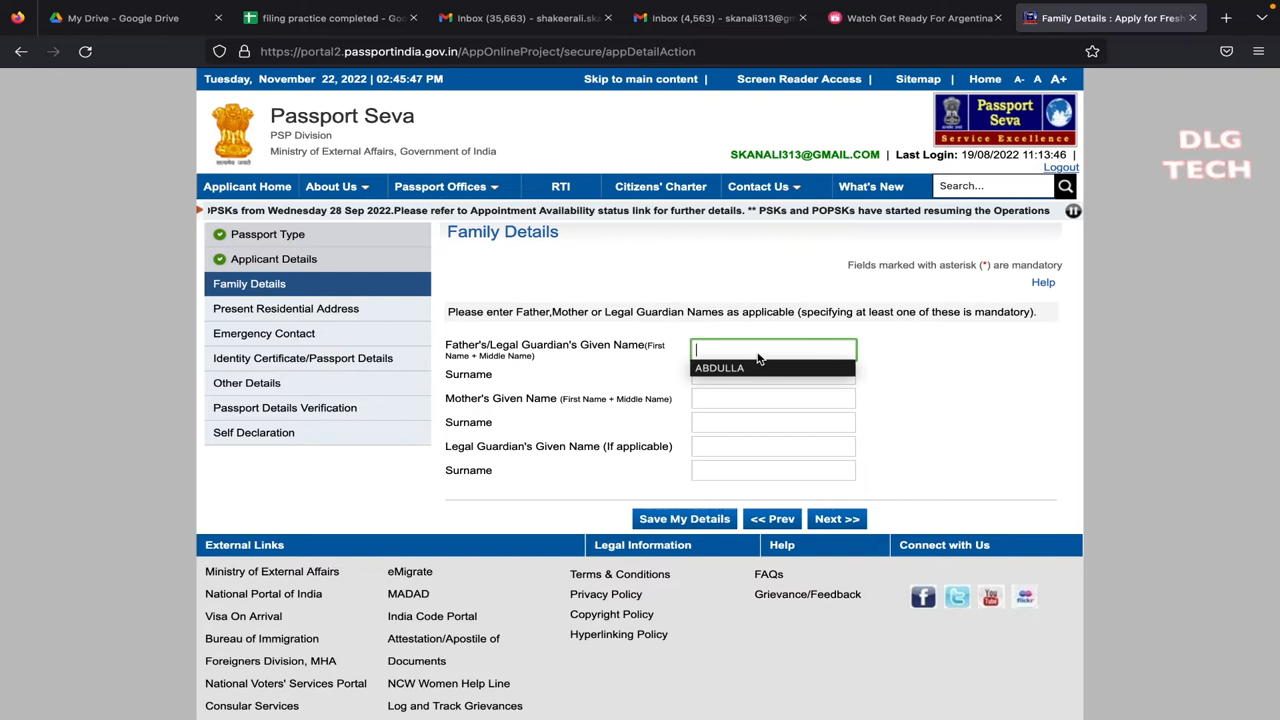 My Drive - Google Drive
filing practice completed - Go
Inbox (35,663) - shakeerali.sk
Inbox (4,563) - skanali313@gm
Watch Get Ready For Argentina
Family Details : Apply for Fresh
https://portal2.passportindia.gov.in/AppOnlineProject/secure/appDetailAction
Tuesday, November 22, 2022 | 02:45:47 PM
Skip to main content |
Screen Reader Access |
Sitemap |
Home
A- A A+
Passport Seva
PSP Division
Ministry of External Affairs, Government of India
Passport
Seva
Service Excellence
SKANALI313@GMAIL.COM | Last Login: 19/08/2022 11:13:46 |
Logout
DLG
TECH
Applicant Home
About Us
Passport Offices
RTI
Citizens' Charter
Contact Us
What's New
Search...
OPSKs from Wednesday 28 Sep 2022.Please refer to Appointment Availability status link for further details. ** PSKs and POPSKs have started resuming the Operations
Passport Type
Applicant Details
Family Details
Present Residential Address
Emergency Contact
Identity Certificate/Passport Details
Other Details
Passport Details Verification
Self Declaration
Family Details
Fields marked with asterisk (*) are mandatory
Help
Please enter Father,Mother or Legal Guardian Names as applicable (specifying at least one of these is mandatory).
Father's/Legal Guardian's Given Name(First
Name + Middle Name)
ABDULLA
Surname
Mother's Given Name (First Name + Middle Name)
Surname
Legal Guardian's Given Name (If applicable)
Surname
Save My Details
<< Prev
Next >>
External Links
Legal Information
Help
Connect with Us
Ministry of External Affairs
National Portal of India
Visa On Arrival
Bureau of Immigration
Foreigners Division, MHA
National Voters' Services Portal
Consular Services
eMigrate
MADAD
India Code Portal
Attestation/Apostle of
Documents
NCW Women Help Line
Log and Track Grievances
Terms & Conditions
Privacy Policy
Copyright Policy
Hyperlinking Policy
FAQs
Grievance/Feedback
You
flickr